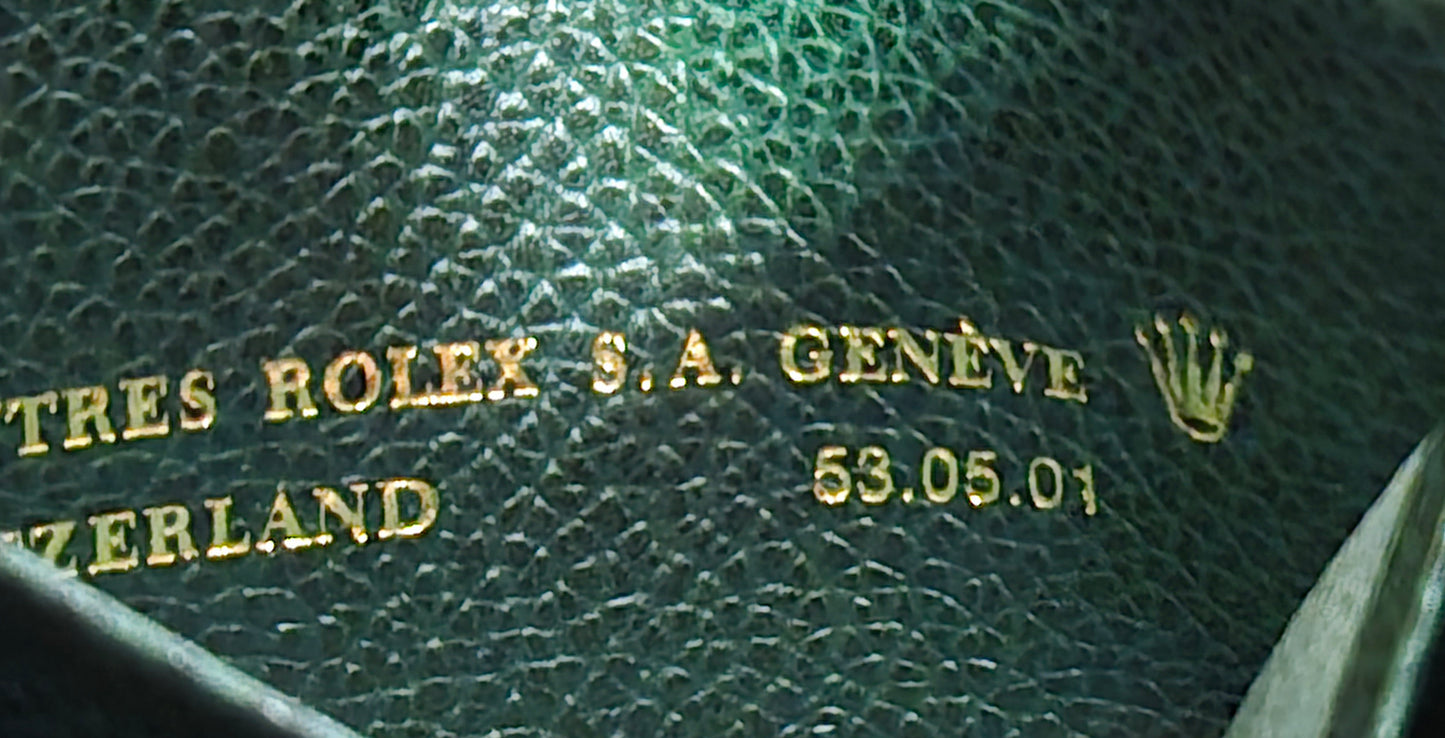 TRES ROLEX S.A. GENÈVE
ZERLAND
53.05.01